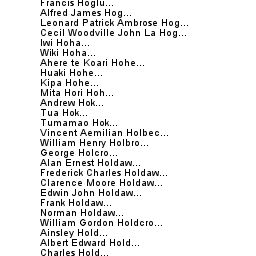 Francis Hoglu...
Alfred James Hog...
Leonard Patrick Ambrose Hog...
Cecil Woodville John La Hog...
Iwi Hoha...
Wiki Hoha...
Ahere te Koari Hohe...
Huaki Hohe...
Kipa Hohe...
Mita Hori Hoh...
Andrew Hok...
Tua Hok...
Tumamao Hok...
Vincent Aemilian Holbec...
William Henry Holbro...
George Holcro...
Alan Ernest Holdaw...
Frederick Charles Holdaw...
Clarence Moore Holdaw...
Edwin John Holdaw...
Frank Holdaw...
Norman Holdaw...
William Gordon Holdcro...
Ainsley Hold...
Albert Edward Hold...
Charles Hold...